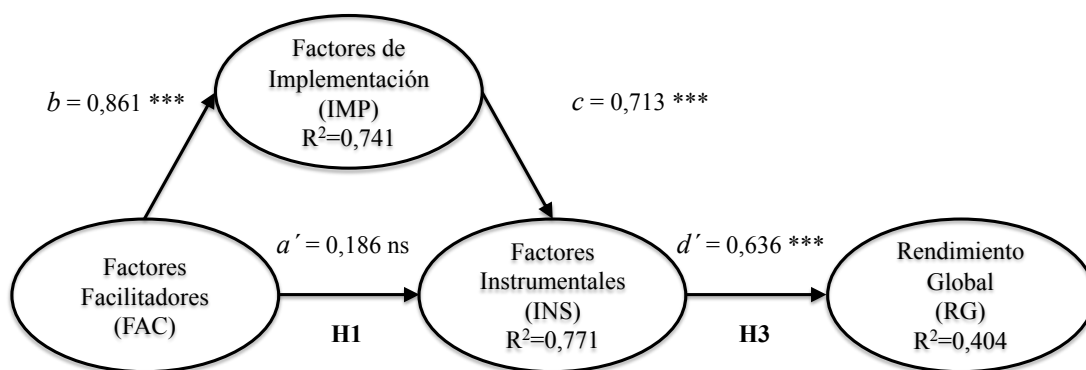 Factores de
Implementación
(IMP)
R²=0,741
b = 0,861 ***
c = 0,713 ***
Factores
Facilitadores
(FAC)
a´ = 0,186 ns
H1
Factores
Instrumentales
(INS)
R²=0,771
d´ = 0,636 ***
H3
Rendimiento
Global
(RG)
R²=0,404